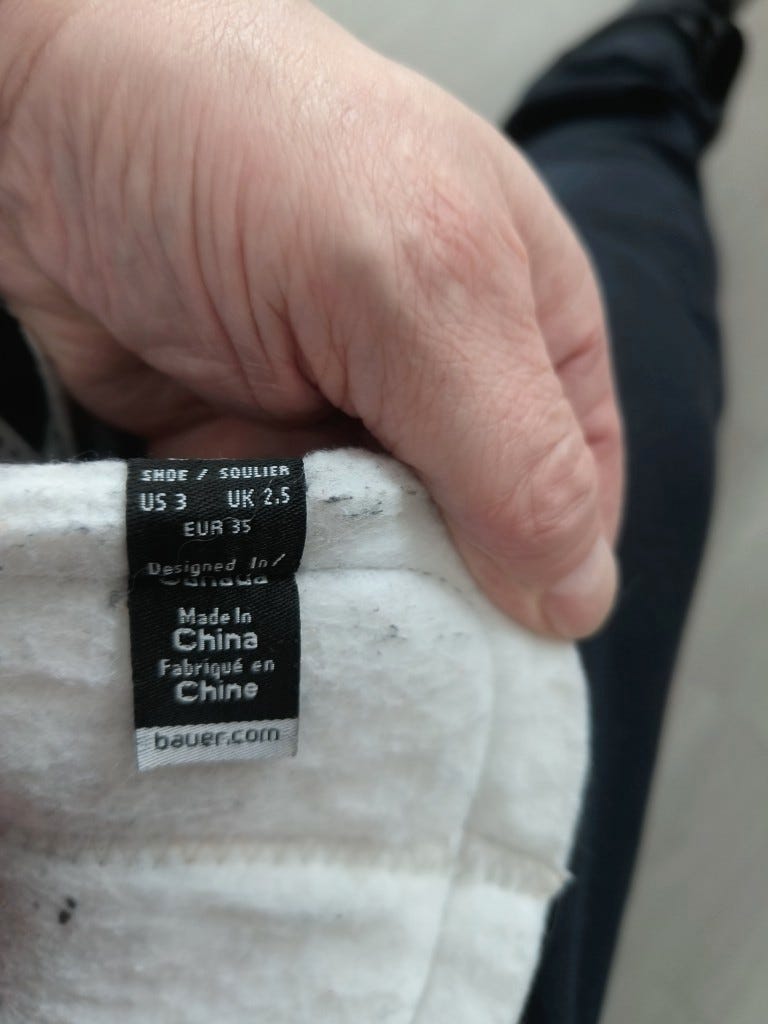 SHOE / SOULIER
US 3 UK 2.5
EUR 35
Designed In/
Canada
Made In
China
Fabriqué en
Chine
bauer.com